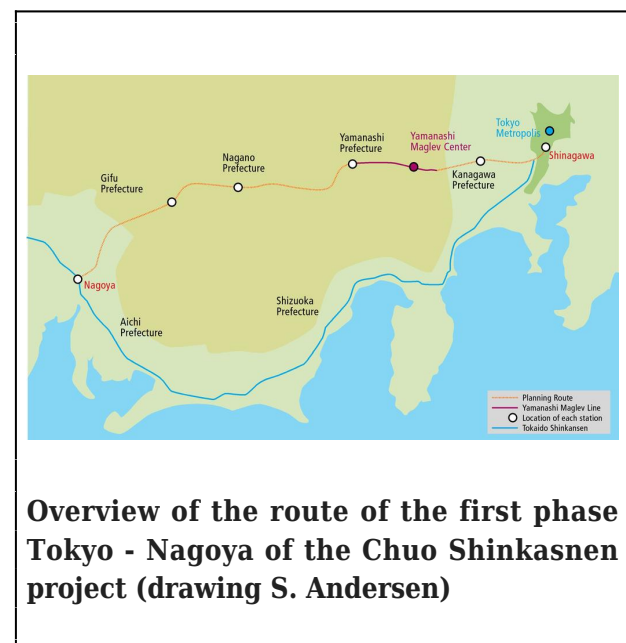 Tokyo
Metropolis
Yamanashi
Prefecture
Yamanashi
Maglev Center
Shinagawa
Nagano
Prefecture
Kanagawa
Prefecture
Gifu
Prefecture
Nagoya
Shizuoka
Prefecture
Aichi
Prefecture
Planning Route
Yamanashi Maglev Line
Location of each station
Tokaido Shinkansen
Overview of the route of the first phase
Tokyo - Nagoya of the Chuo Shinkasnen
project (drawing S. Andersen)